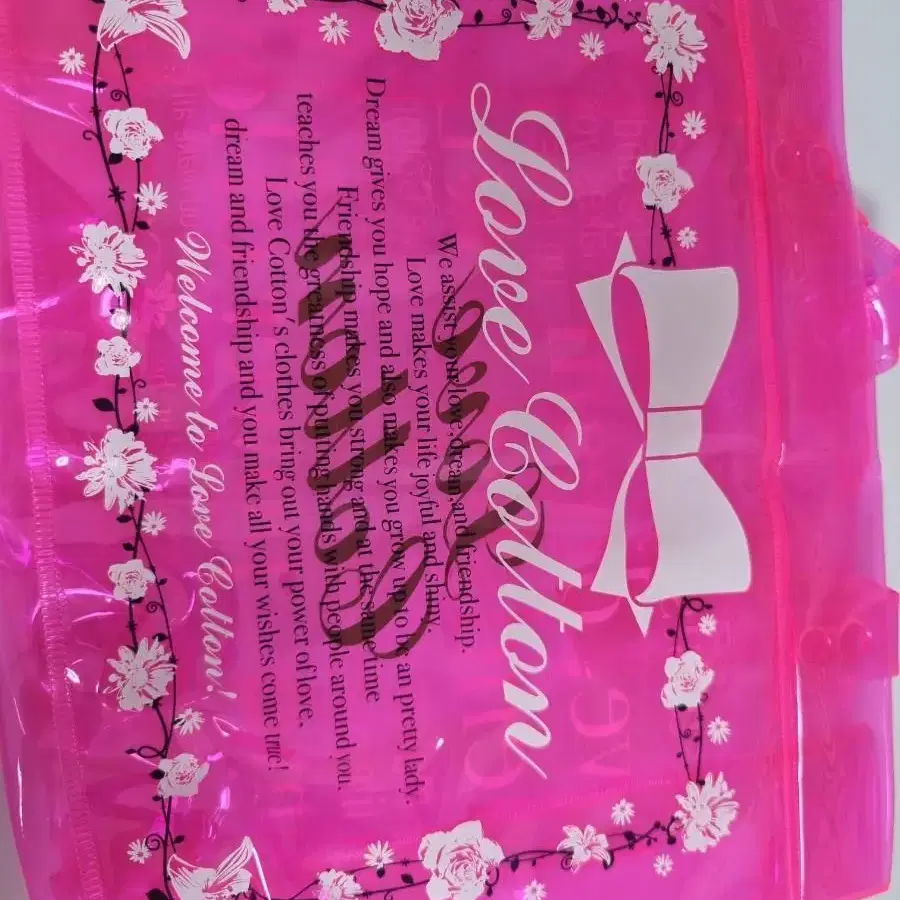 Love Cotton
We assist your love,dream,and friendship.
Love makes your life joyful and shiny.
Dream gives you hope and also makes you grow up to be an pretty lady.
Friendship makes you strong and at the same time
teaches you the greatness of putting hands with people around you.
Love Cotton's clothes bring out your power of love,
dream and friendship and you make all your wishes come true!
Welcome to Love Cotton!
Love
Cotton